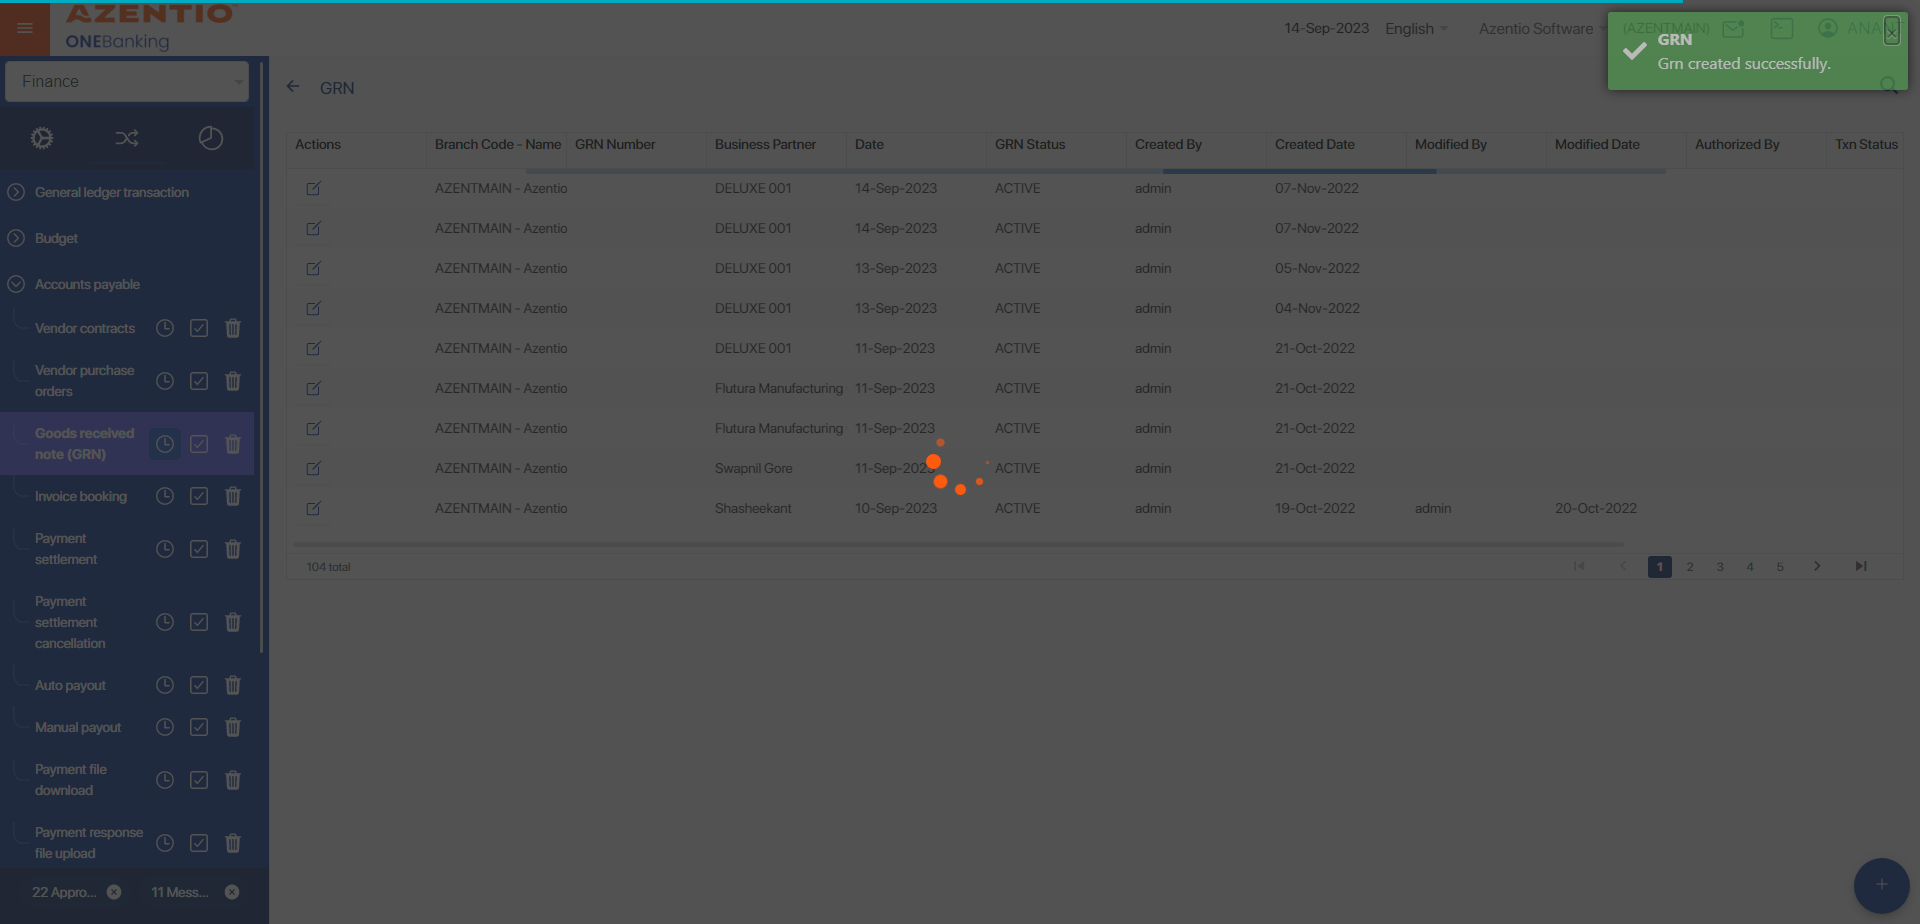 AZENTIO
ONEBanking
14-Sep-2023 English Azentio Software (AZENTMAIN)
GRN
Grn created successfully.
Finance
GRN
General ledger transaction
Budget
Accounts payable
Vendor contracts
Vendor purchase
orders
Goods received
note (GRN)
Invoice booking
Payment
settlement
Payment
settlement
cancellation
Auto payout
Manual payout
Payment file
download
Payment response
file upload
22 Appro... 11 Mess...
Actions Branch Code - Name GRN Number Business Partner Date GRN Status Created By Created Date Modified By Modified Date Authorized By Txn Status
AZENTMAIN - Azentio DELUXE 001 14-Sep-2023 ACTIVE admin 07-Nov-2022
AZENTMAIN - Azentio DELUXE 001 14-Sep-2023 ACTIVE admin 07-Nov-2022
AZENTMAIN - Azentio DELUXE 001 13-Sep-2023 ACTIVE admin 05-Nov-2022
AZENTMAIN - Azentio DELUXE 001 13-Sep-2023 ACTIVE admin 04-Nov-2022
AZENTMAIN - Azentio DELUXE 001 11-Sep-2023 ACTIVE admin 21-Oct-2022
AZENTMAIN - Azentio Flutura Manufacturing 11-Sep-2023 ACTIVE admin 21-Oct-2022
AZENTMAIN - Azentio Flutura Manufacturing 11-Sep-2023 ACTIVE admin 21-Oct-2022
AZENTMAIN - Azentio Swapnil Gore 11-Sep-2023 ACTIVE admin 21-Oct-2022
AZENTMAIN - Azentio Shasheekant 10-Sep-2023 ACTIVE admin 19-Oct-2022 admin 20-Oct-2022
104 total 1 2 3 4 5